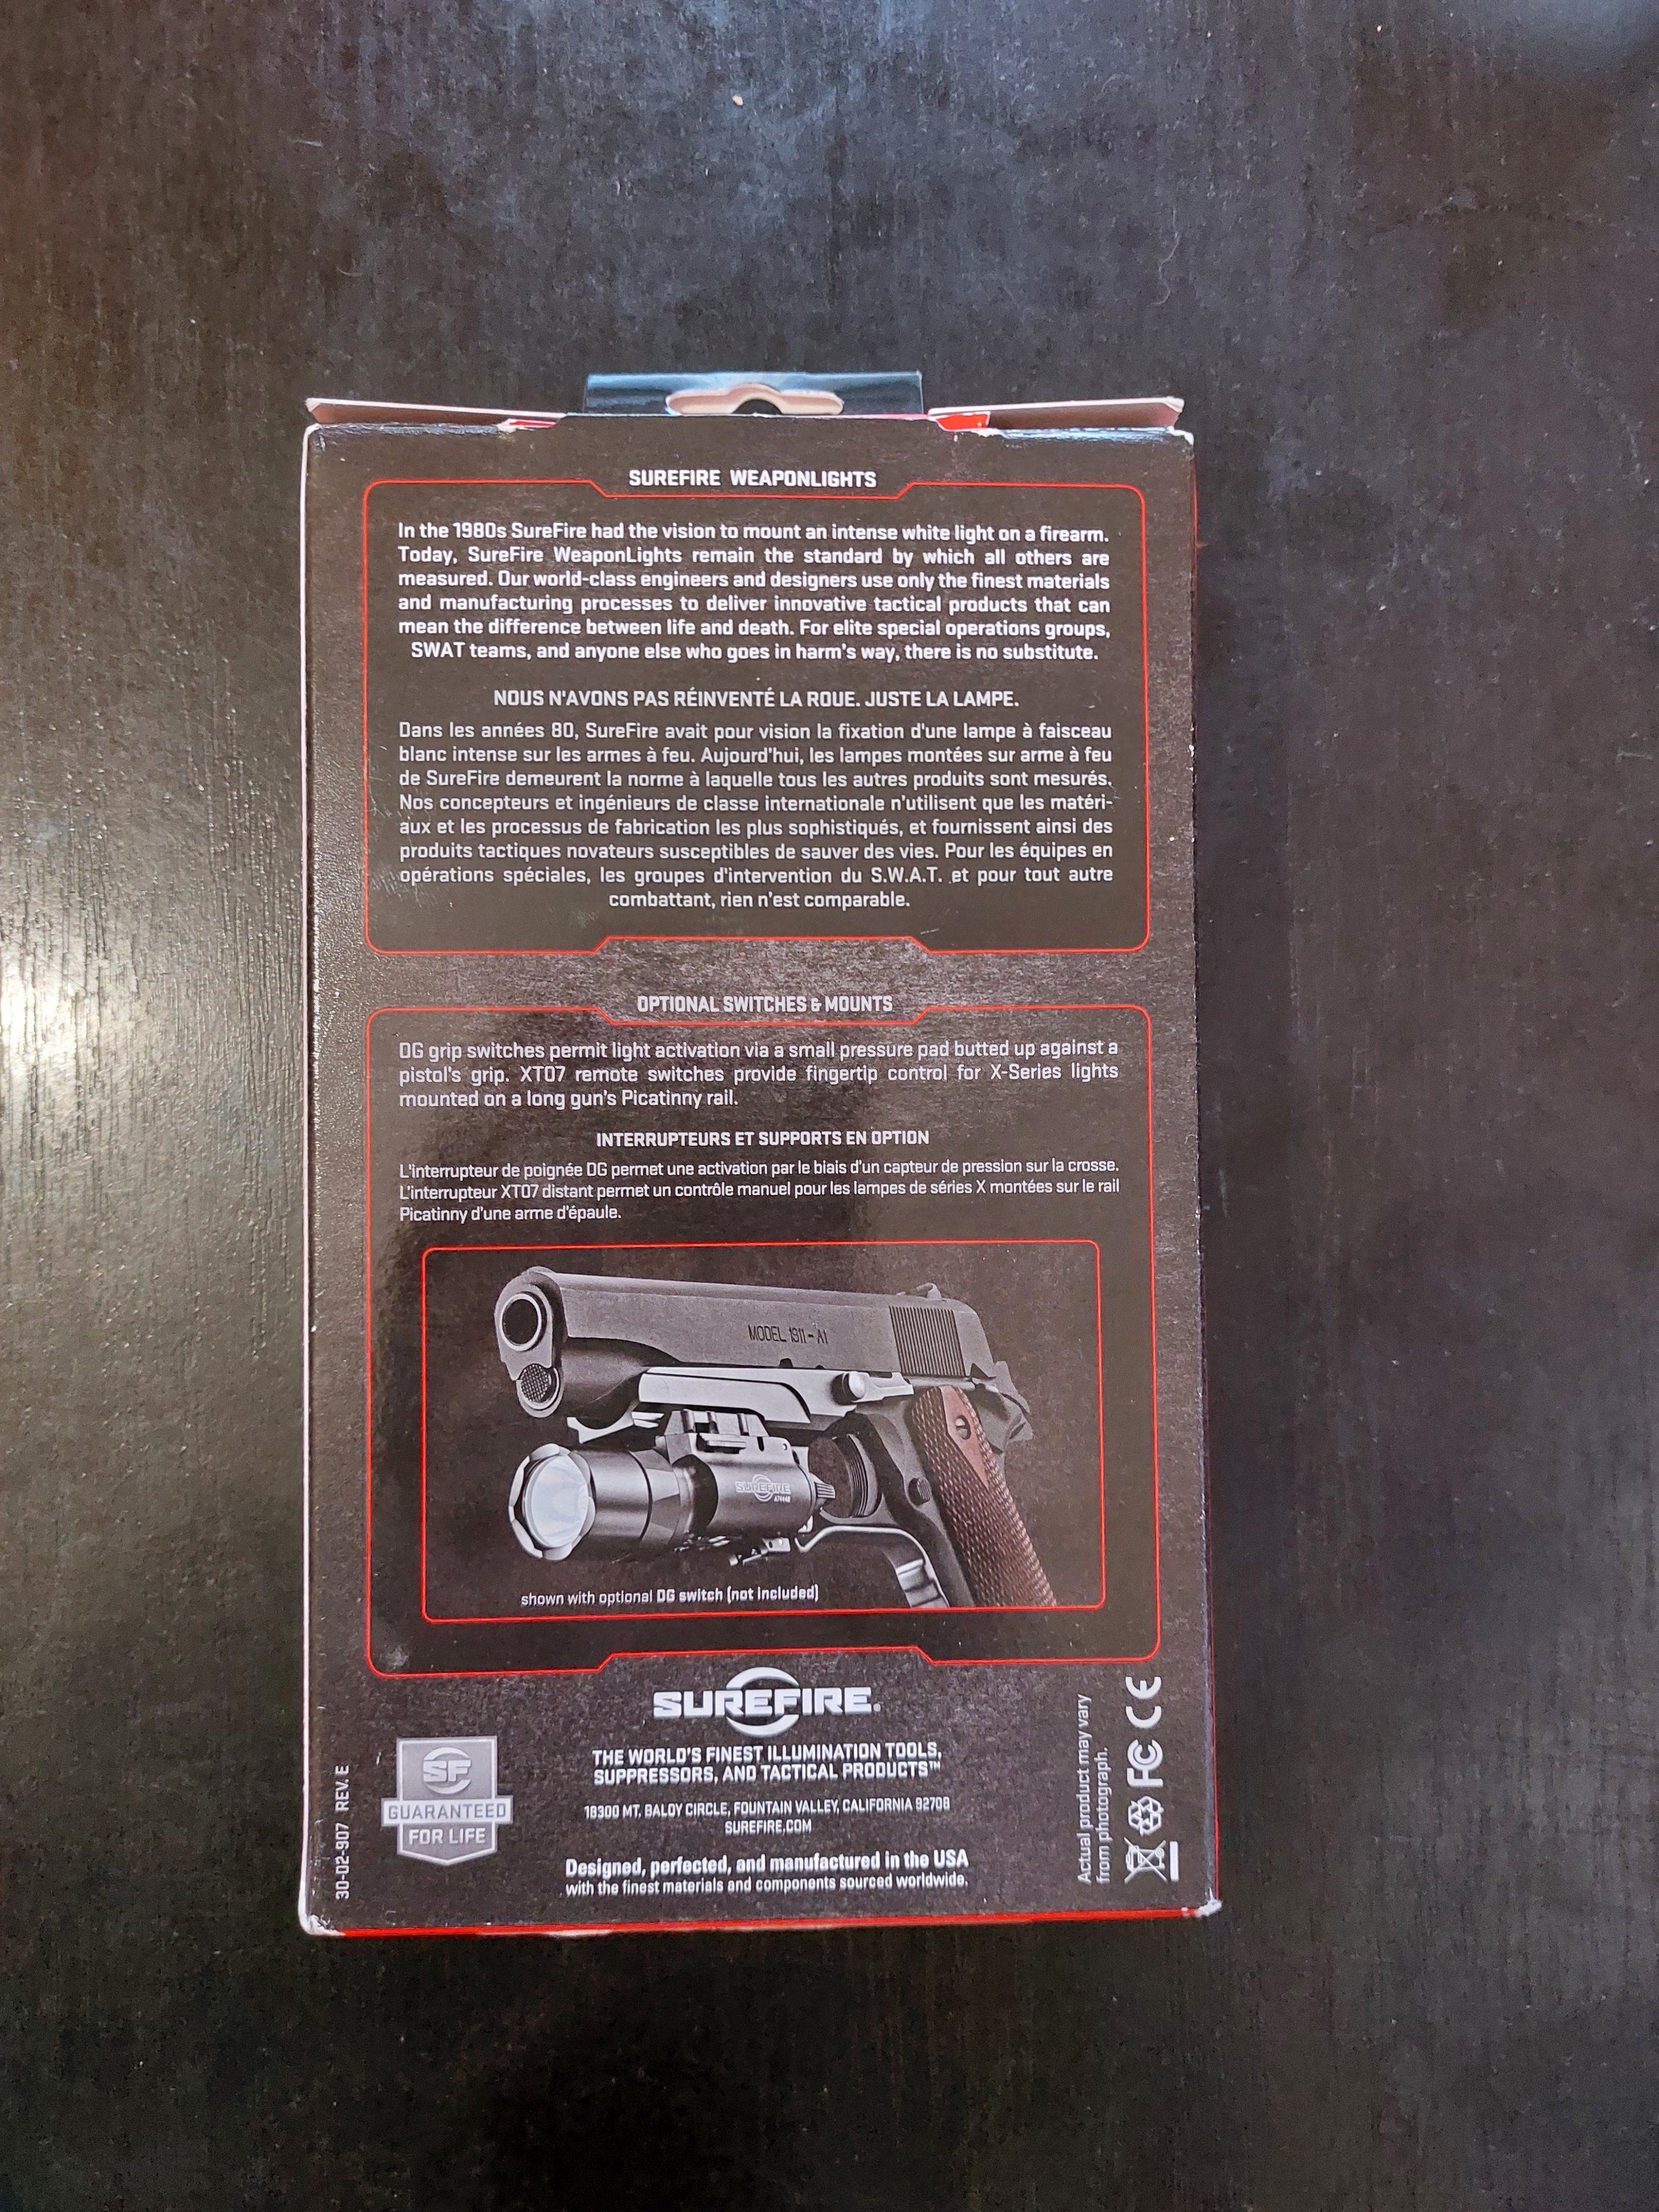 SUREFIRE WEAPONLIGHTS
In the 1980s SureFire had the vision to mount an intense white light on a firearm.
Today, SureFire WeaponLights remain the standard by which all others are
measured. Our world-class engineers and designers use only the finest materials
and manufacturing processes to deliver innovative tactical products that can
mean the difference between life and death. For elite special operations groups,
SWAT teams, and anyone else who goes in harm's way, there is no substitute.
NOUS N'AVONS PAS RÉINVENTÉ LA ROUE. JUSTE LA LAMPE.
Dans les années 80, SureFire avait pour vision la fixation d'une lampe à faisceau
blanc intense sur les armes à feu. Aujourd'hui, les lampes montées sur arme à feu
de SureFire demeurent la norme à laquelle tous les autres produits sont mesurés.
Nos concepteurs et ingénieurs de classe internationale n'utilisent que les matéri-
aux et les processus de fabrication les plus sophistiqués, et fournissent ainsi des
produits tactiques novateurs susceptibles de sauver des vies. Pour les équipes en
opérations spéciales, les groupes d'intervention du S.W.A.T. et pour tout autre
combattant, rien n'est comparable.
OPTIONAL SWITCHES & MOUNTS
DG grip switches permit light activation via a small pressure pad butted up against a
pistol's grip. XT07 remote switches provide fingertip control for X-Series lights
mounted on a long gun's Picatinny rail.
INTERRUPTEURS ET SUPPORTS EN OPTION
L'interrupteur de poignée DG permet une activation par le biais d'un capteur de pression sur la crosse.
L'interrupteur XT07 distant permet un contrôle manuel pour les lampes de séries X montées sur le rail
Picatinny d'une arme d'épaule.
MODEL 1911-A1
SUREFIRE
shown with optional DG switch (not included)
SUREFIRE®
THE WORLD'S FINEST ILLUMINATION TOOLS,
SUPPRESSORS, AND TACTICAL PRODUCTS™
18300 MT. BALDY CIRCLE, FOUNTAIN VALLEY, CALIFORNIA 92708
SUREFIRE.COM
Designed, perfected, and manufactured in the USA
with the finest materials and components sourced worldwide.
SF
GUARANTEED
FOR LIFE
30-02-907 REV. E
Actual product may vary
from photograph.
FC CE